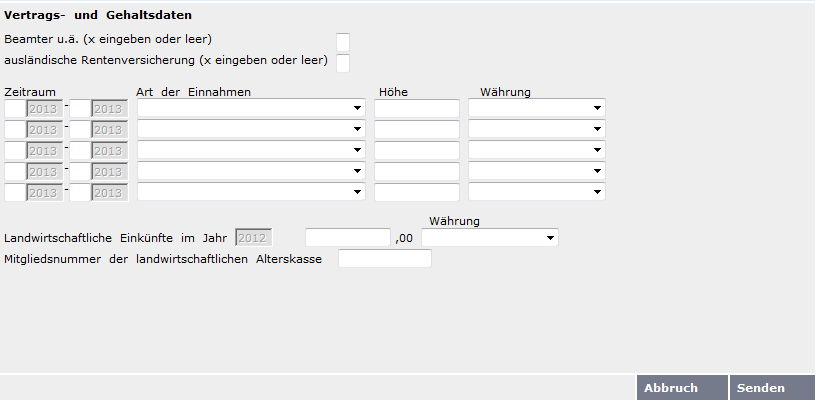 Vertrags- und Gehaltsdaten
Beamter u.ä. (x eingeben oder leer)
ausländische Rentenversicherung (x eingeben oder leer)
Zeitraum Art der Einnahmen Höhe Währung
2013 - 2013
2013 - 2013
2013 - 2013
2013 - 2013
2013 - 2013
Währung
Landwirtschaftliche Einkünfte im Jahr 2012 ,00
Mitgliedsnummer der landwirtschaftlichen Alterskasse
Abbruch Senden